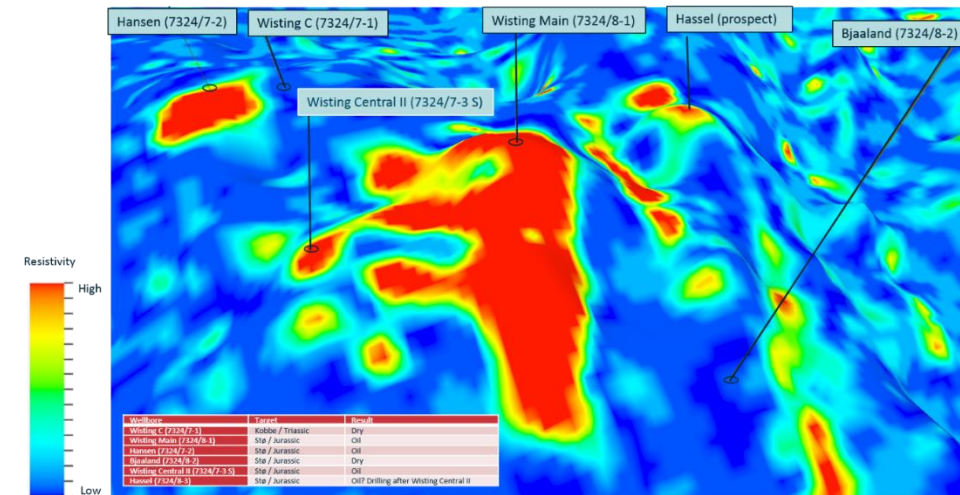 Hansen (7324/7-2)
Wisting C (7324/7-1)
Wisting Main (7324/8-1)
Hassel (prospect)
Bjaaland (7324/8-2)
Wisting Central II (7324/7-3 S)
Resistivity
High
Low
Wellbore Target Result
Wisting C (7324/7-1) Kobbe / Triassic Dry
Wisting Main (7324/8-1) Stø / Jurassic Oil
Hansen (7324/7-2) Stø / Jurassic Oil
Bjaaland (7324/8-2) Stø / Jurassic Dry
Wisting Central II (7324/7-3 S) Stø / Jurassic Oil
Hassel (7324/8-3) Stø / Jurassic Oil? Drilling after Wisting Central II